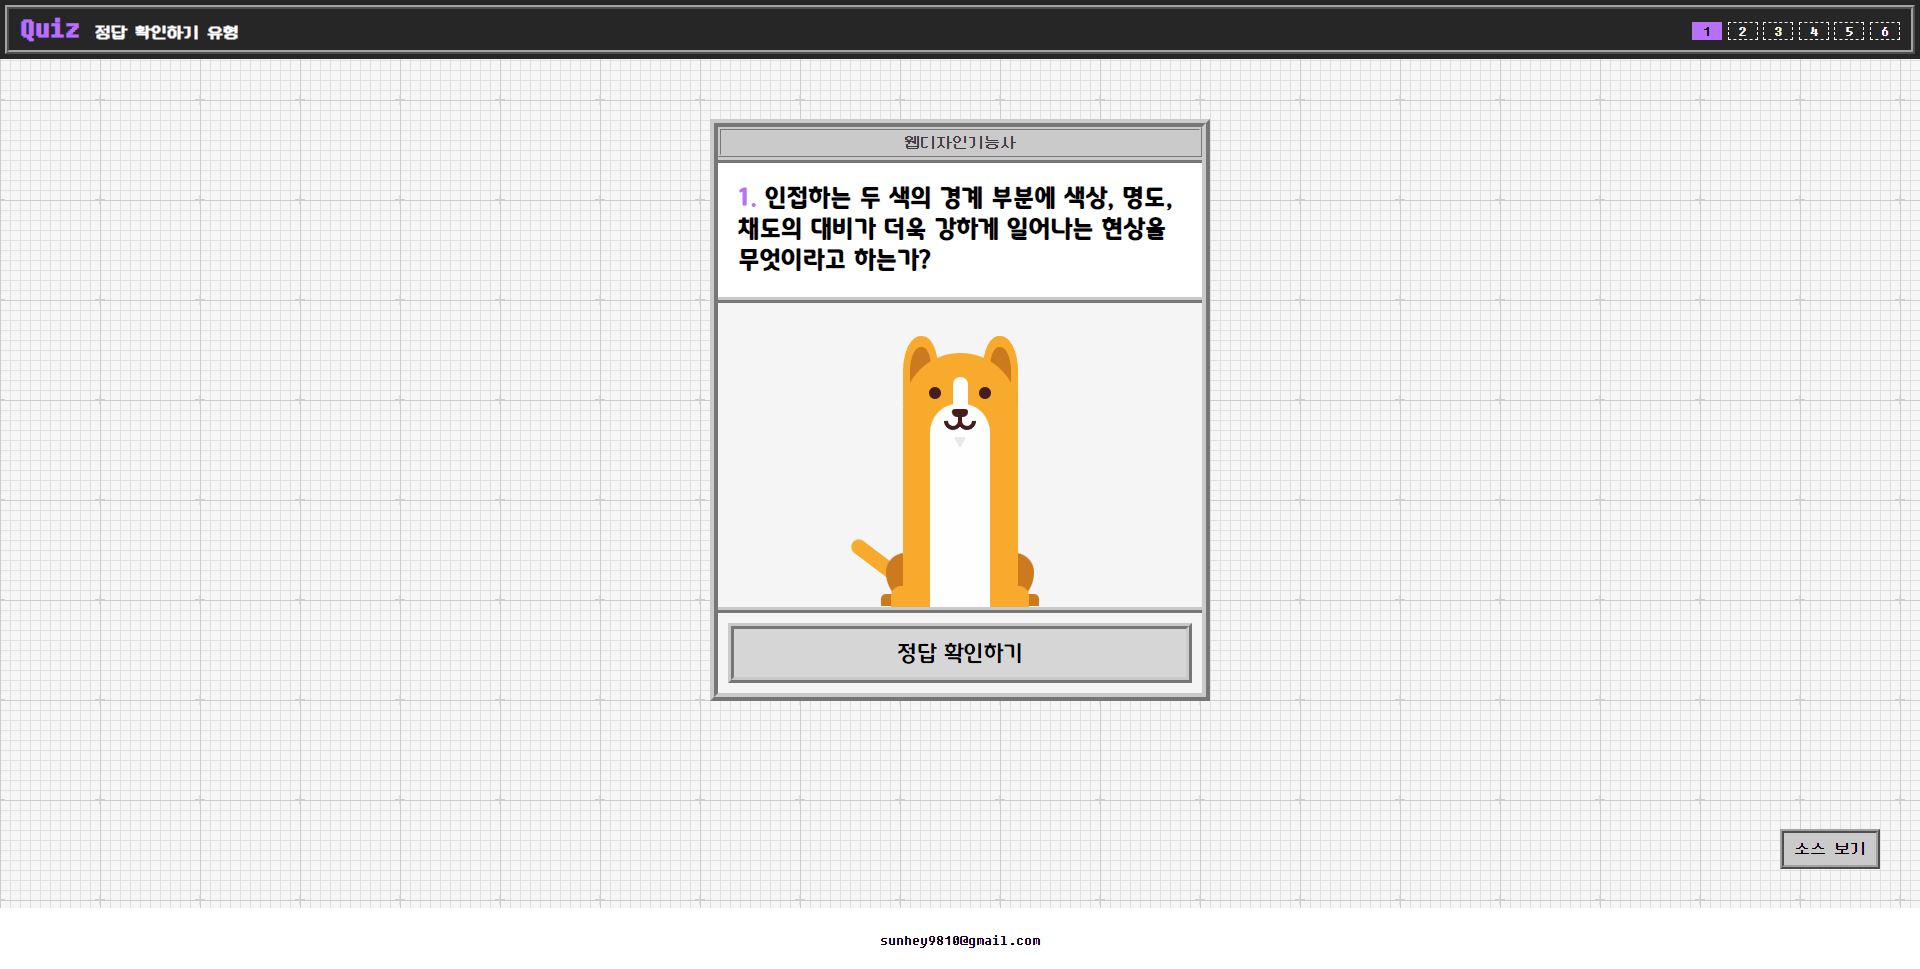 Quiz 정답 확인하기 유형
1 2 3 4 5 6
웹디자인기능사
1. 인접하는 두 색의 경계 부분에 색상, 명도,
채도의 대비가 더욱 강하게 일어나는 현상을
무엇이라고 하는가?
정답 확인하기
소스 보기
sunhey9810@gmail.com